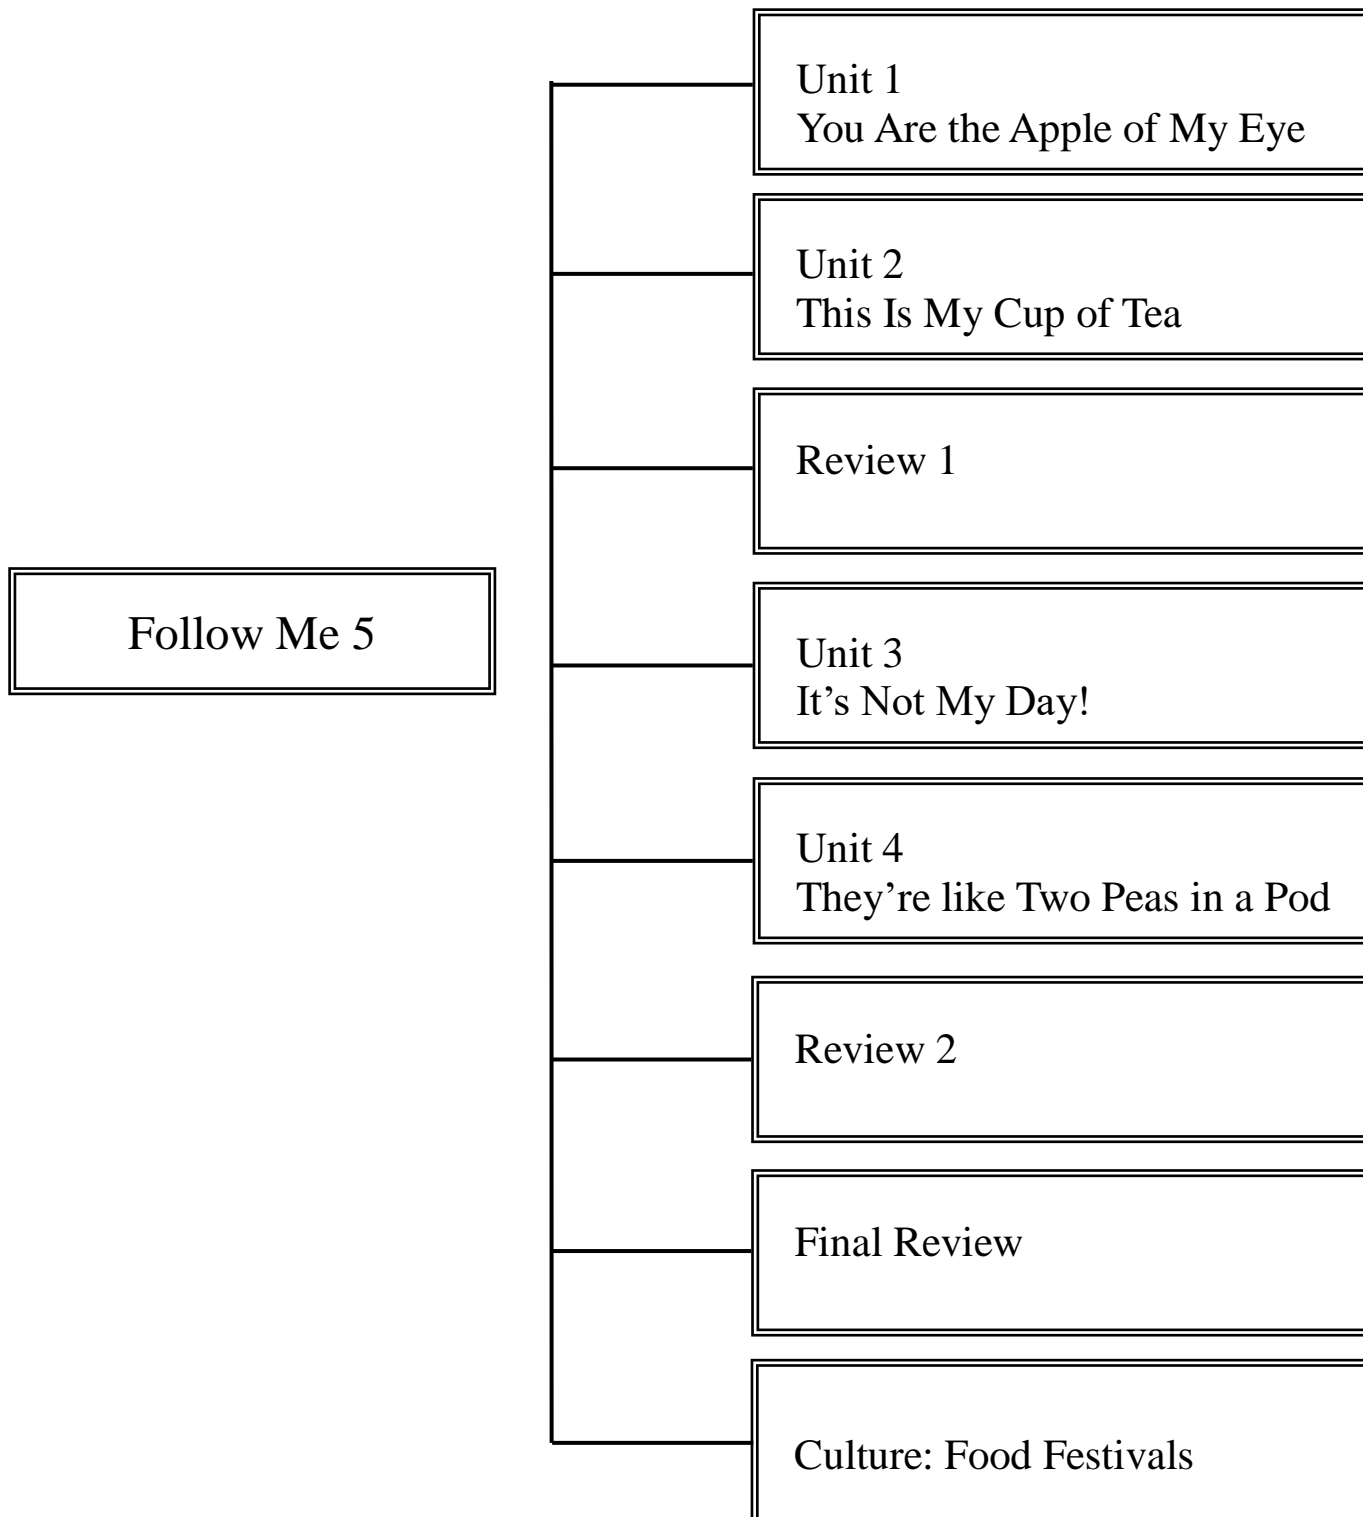 Follow Me 5
Unit 1
You Are the Apple of My Eye
Unit 2
This Is My Cup of Tea
Review 1
Unit 3
It’s Not My Day!
Unit 4
They’re like Two Peas in a Pod
Review 2
Final Review
Culture: Food Festivals